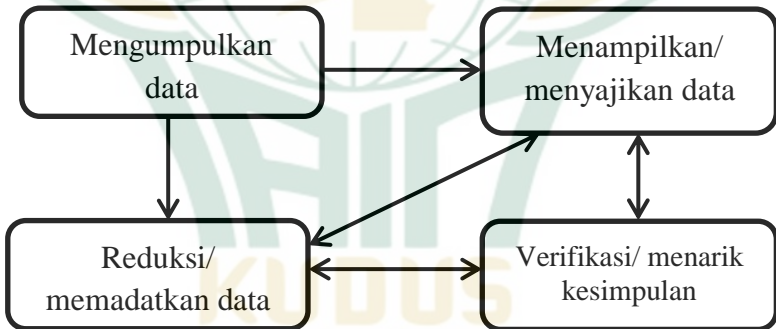 Mengumpulkan
data
Menampilkan/
menyajikan data
Reduksi/
memadatkan data
Verifikasi/ menarik
kesimpulan
KUDUS